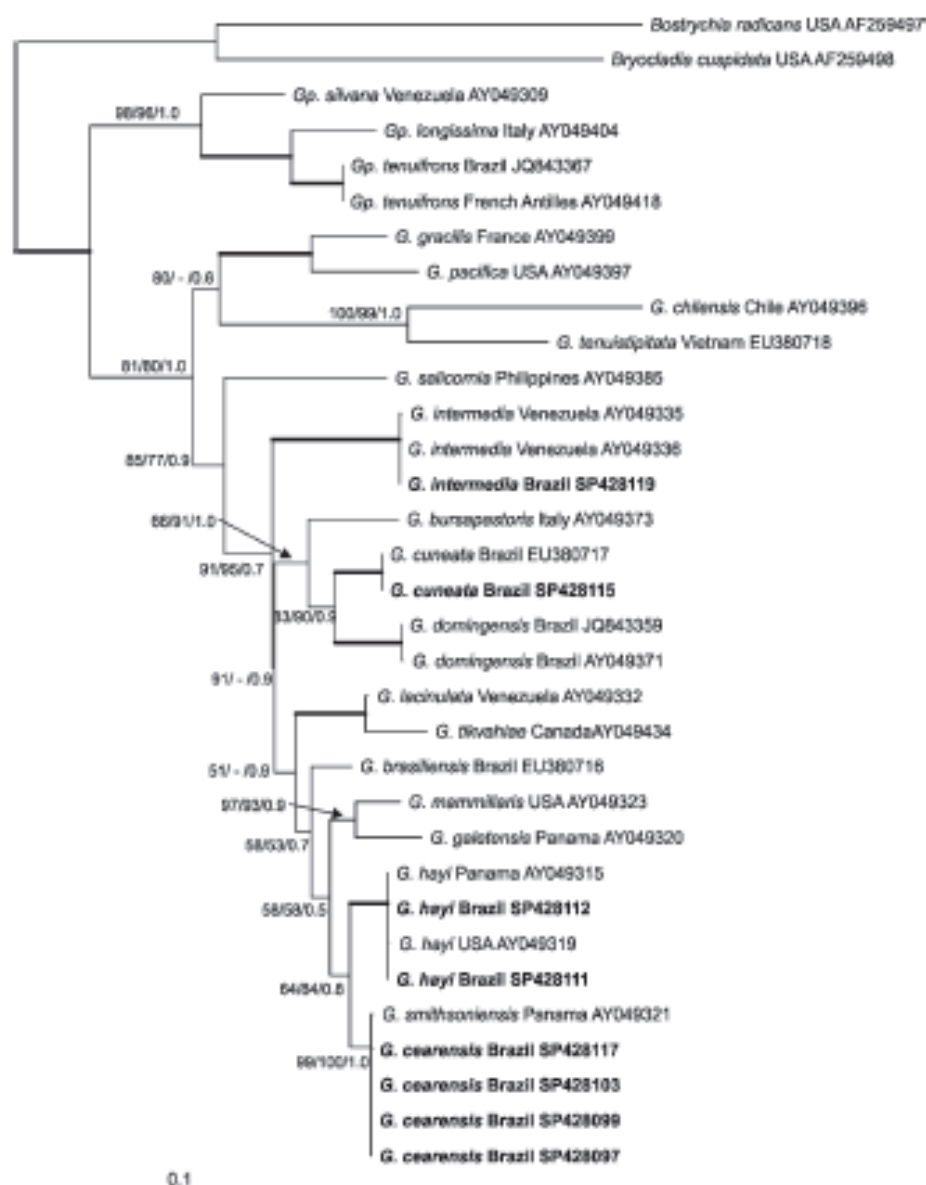 Bostrychia radicans USA AF259497
Bryocladia cuspidata USA AF259498
Gp. silvana Venezuela AY049309
98/96/1.0
Gp. longissima Italy AY049404
Gp. tenuifrons Brazil JQ843367
Gp. tenuifrons French Antilles AY049418
G. gracilis France AY049399
G. pacifica USA AY049397
80/ - /0.6
G. chilensis Chile AY049396
100/99/1.0
G. tenuistipitata Vietnam EU380718
81/80/1.0
G. salicornia Philippines AY049385
G. intermedia Venezuela AY049335
G. intermedia Venezuela AY049336
85/77/0.9
G. intermedia Brazil SP428119
G. bursapastoris Italy AY049373
66/91/1.0
G. cuneata Brazil EU380717
91/95/0.7
G. cuneata Brazil SP428115
/90/0.9
G. domingensis Brazil JQ843359
G. domingensis Brazil AY049371
91/ - /0.9
G. lacinulata Venezuela AY049332
G. tikvahiae CanadaAY049434
G. brasiliensis Brazil EU380716
51/ - /0.9
G. mammillaris USA AY049323
97/93/0.9
G. galetensis Panama AY049320
58/53/0.7
G. hayi Panama AY049315
G. hayi Brazil SP428112
58/58/0.5
G. hayi USA AY049319
G. hayi Brazil SP428111
64/84/0.8
G. smithsoniensis Panama AY049321
G. cearensis Brazil SP428117
99/100/1.0
G. cearensis Brazil SP428103
G. cearensis Brazil SP428099
G. cearensis Brazil SP428097
0.1